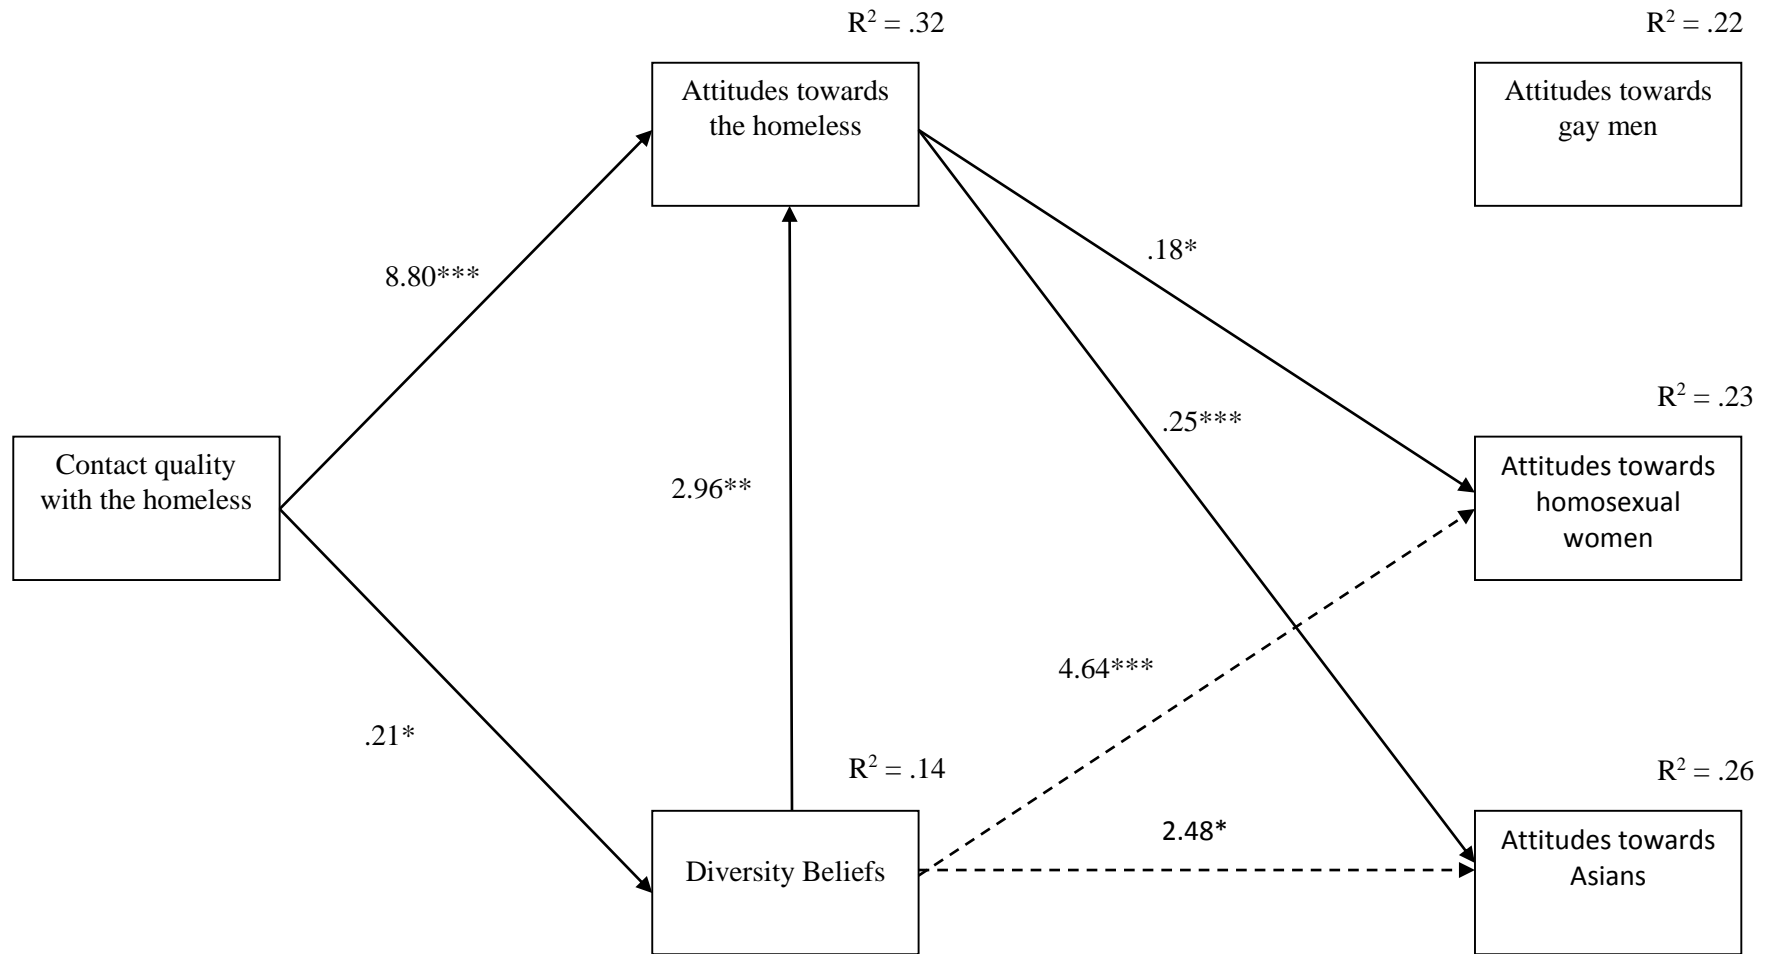 R² = .32
R² = .22
Attitudes towards
the homeless
Attitudes towards
gay men
.18*
8.80***
R² = .23
.25***
Contact quality
with the homeless
Attitudes towards
homosexual
women
2.96**
4.64***
.21*
R² = .14
R² = .26
2.48*
Diversity Beliefs
Attitudes towards
Asians